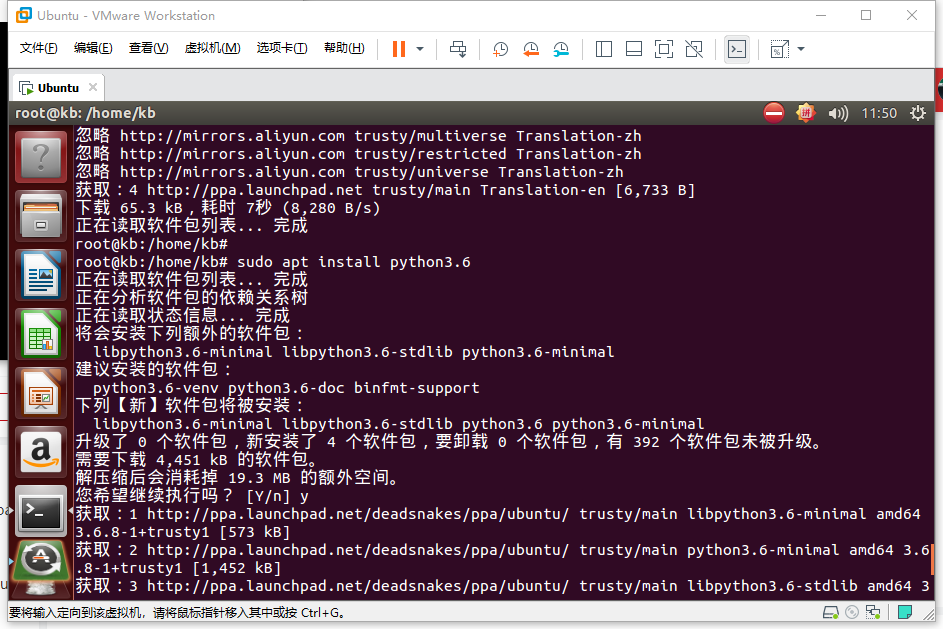 Ubuntu - VMware Workstation
文件(F) 编辑(E) 查看(V) 虚拟机(M) 选项卡(T) 帮助(H)
Ubuntu
root@kb: /home/kb
拼
11:50
忽略 http://mirrors.aliyun.com trusty/multiverse Translation-zh
忽略 http://mirrors.aliyun.com trusty/restricted Translation-zh
忽略 http://mirrors.aliyun.com trusty/universe Translation-zh
获取：4 http://ppa.launchpad.net trusty/main Translation-en [6,733 B]
下载 65.3 kB，耗时 7秒 (8,280 B/s)
正在读取软件包列表... 完成
root@kb:/home/kb#
root@kb:/home/kb# sudo apt install python3.6
正在读取软件包列表... 完成
正在分析软件包的依赖关系树
正在读取状态信息... 完成
将会安装下列额外的软件包：
libpython3.6-minimal libpython3.6-stdlib python3.6-minimal
建议安装的软件包：
python3.6-venv python3.6-doc binfmt-support
下列【新】软件包将被安装：
libpython3.6-minimal libpython3.6-stdlib python3.6 python3.6-minimal
升级了 0 个软件包，新安装了 4 个软件包，要卸载 0 个软件包，有 392 个软件包未被升级。
需要下载 4,451 kB 的软件包。
解压缩后会消耗掉 19.3 MB 的额外空间。
您希望继续执行吗？ [Y/n] y
获取：1 http://ppa.launchpad.net/deadsnakes/ppa/ubuntu/ trusty/main libpython3.6-minimal amd64
3.6.8-1+trusty1 [573 kB]
获取：2 http://ppa.launchpad.net/deadsnakes/ppa/ubuntu/ trusty/main python3.6-minimal amd64 3.6
.8-1+trusty1 [1,452 kB]
获取：3 http://ppa.launchpad.net/deadsnakes/ppa/ubuntu/ trusty/main libpython3.6-stdlib amd64 3
要将输入定向到该虚拟机，请将鼠标指针移入其中或按 Ctrl+G。